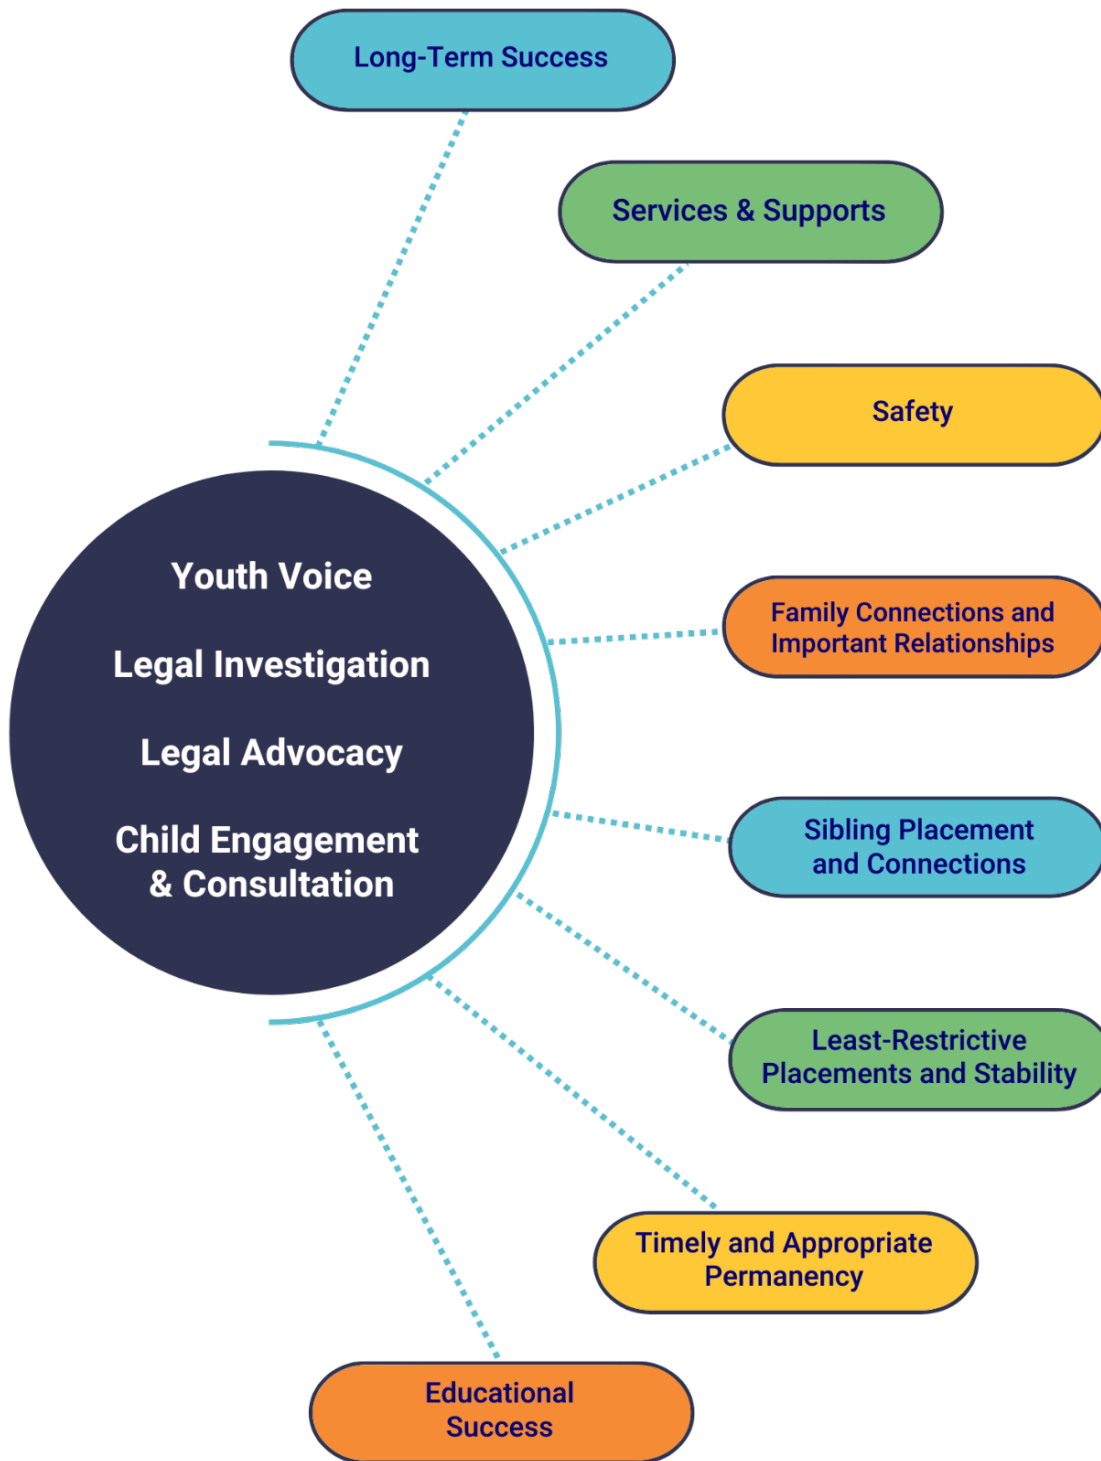 Long-Term Success
Services & Supports
Safety
Youth Voice
Legal Investigation
Legal Advocacy
Child Engagement
& Consultation
Family Connections and
Important Relationships
Sibling Placement
and Connections
Least-Restrictive
Placements and Stability
Timely and Appropriate
Permanency
Educational
Success